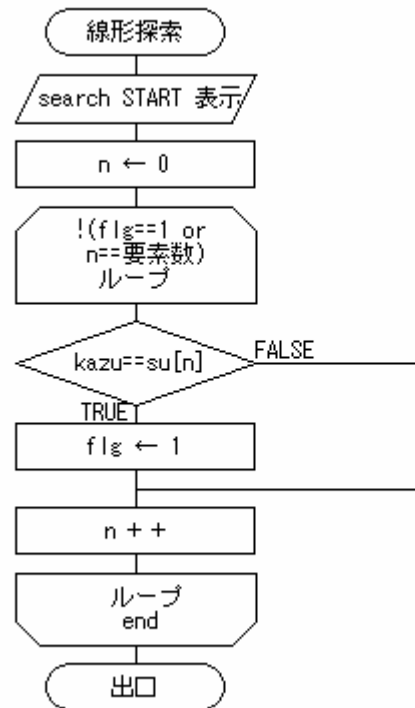 線形探索
search START 表示
n ← 0
!(flg==1 or
n==要素数)
ループ
kazu==su[n]
FALSE
TRUE
flg ← 1
n + +
ループ
end
出口